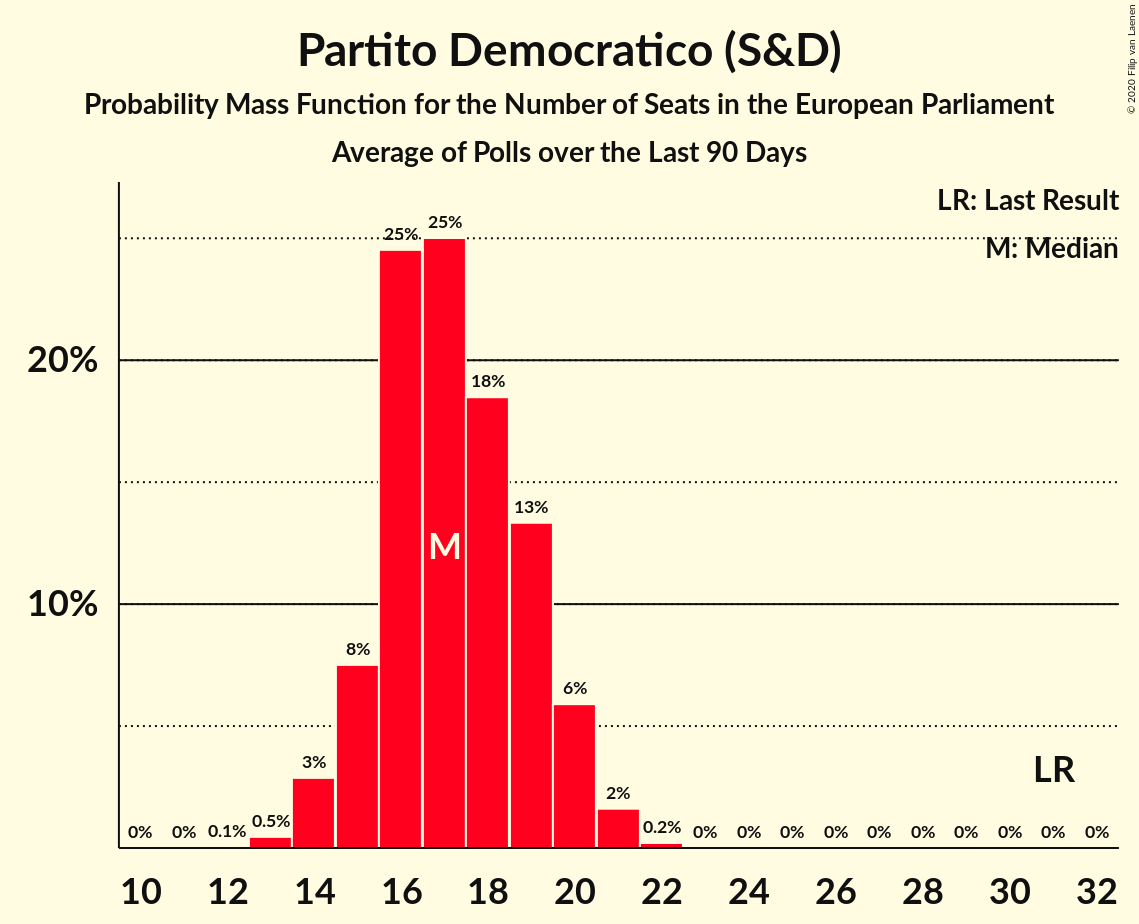 Partito Democratico (S&D)
Probability Mass Function for the Number of Seats in the European Parliament
Average of Polls over the Last 90 Days
© 2020 Filip van Laenen
LR: Last Result
M: Median
20%
10%
0% 0% 0.1% 0.5% 3% 8% 25% 25% 18% 13% 6% 2% 0.2% 0% 0% 0% 0% 0% 0% 0% 0% 0% 0%
M
LR
10 12 14 16 18 20 22 24 26 28 30 32